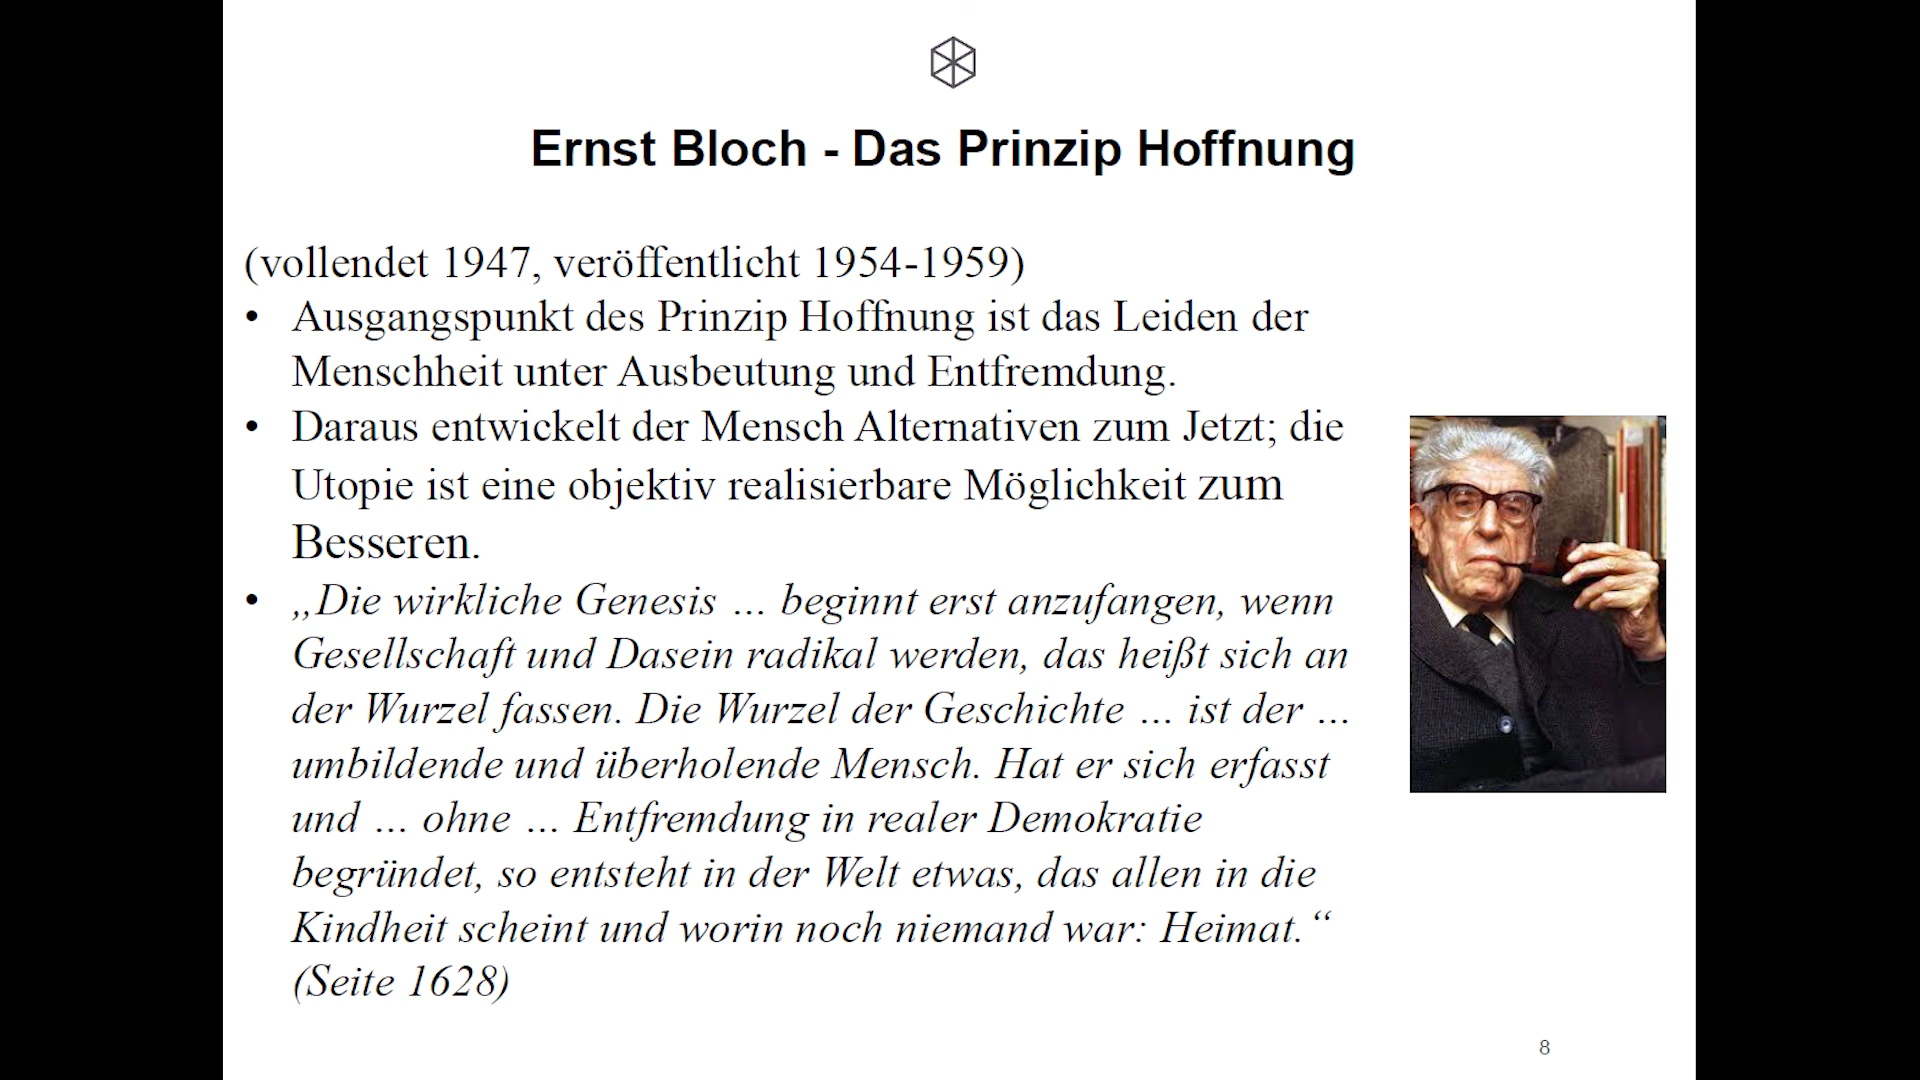 Ernst Bloch - Das Prinzip Hoffnung
(vollendet 1947, veröffentlicht 1954-1959)
• Ausgangspunkt des Prinzip Hoffnung ist das Leiden der
Menschheit unter Ausbeutung und Entfremdung.
• Daraus entwickelt der Mensch Alternativen zum Jetzt; die
Utopie ist eine objektiv realisierbare Möglichkeit zum
Besseren.
• „Die wirkliche Genesis … beginnt erst anzufangen, wenn
Gesellschaft und Dasein radikal werden, das heißt sich an
der Wurzel fassen. Die Wurzel der Geschichte … ist der …
umbildende und überholende Mensch. Hat er sich erfasst
und … ohne … Entfremdung in realer Demokratie
begründet, so entsteht in der Welt etwas, das allen in die
Kindheit scheint und worin noch niemand war: Heimat.“
(Seite 1628)
8